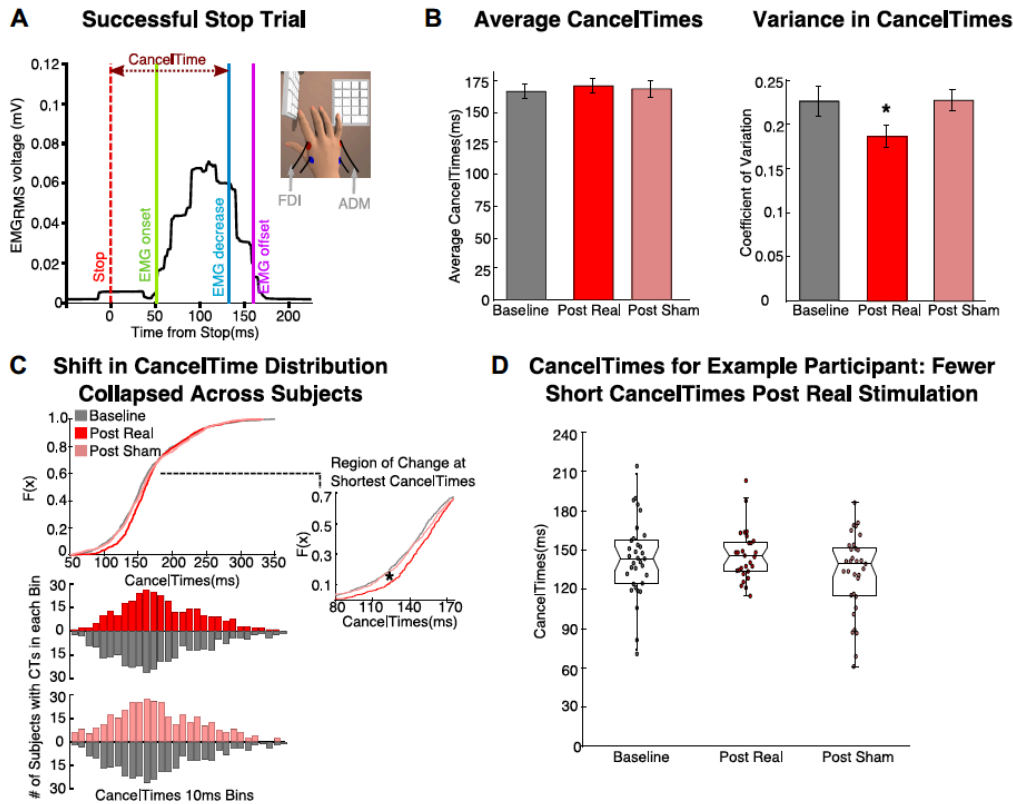 A Successful Stop Trial
CancelTime
EMGRMS voltage (mV)
0.12
0.1
0.08
0.06
0.04
0.02
0
Stop
EMG onset
EMG decrease
EMG offset
FDI ADM
0 50 100 150 200
Time from Stop(ms)
B Average CancelTimes
Average CancelTimes(ms)
175
150
125
100
75
50
25
0
Baseline Post Real Post Sham
Variance in CancelTimes
Coefficient of Variation
0.25
0.2
0.15
0.1
0
*
Baseline Post Real Post Sham
C Shift in CancelTime Distribution
Collapsed Across Subjects
Baseline
Post Real
Post Sham
F(x)
1.0
0.8
0.6
0.4
0.2
0
50 100 150 200 250 300 350
CancelTimes(ms)
Region of Change at
Shortest CancelTimes
F(x)
0.7
0.5
0.3
0.1
*
80 110 140 170
CancelTimes(ms)
# of Subjects with CTs in each Bin
30
15
0
15
30
30
15
0
15
30
CancelTimes 10ms Bins
D CancelTimes for Example Participant: Fewer
Short CancelTimes Post Real Stimulation
CancelTimes(ms)
240
210
180
150
120
90
60
30
0
Baseline Post Real Post Sham